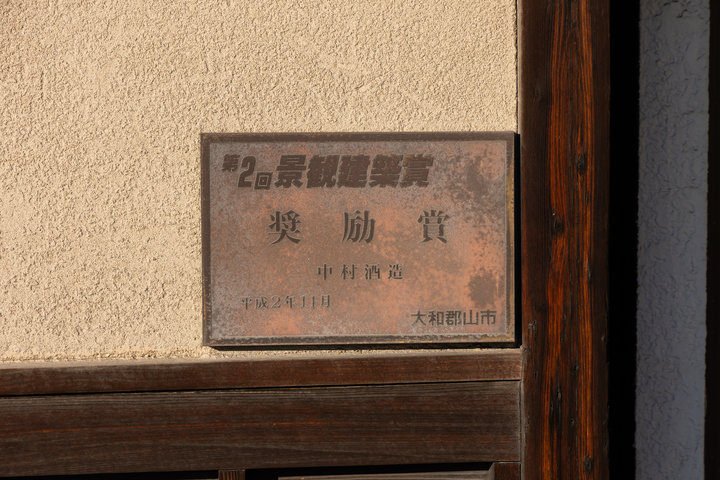 第2回景観建築賞
奨励賞
中村酒造
平成2年11月
大和郡山市